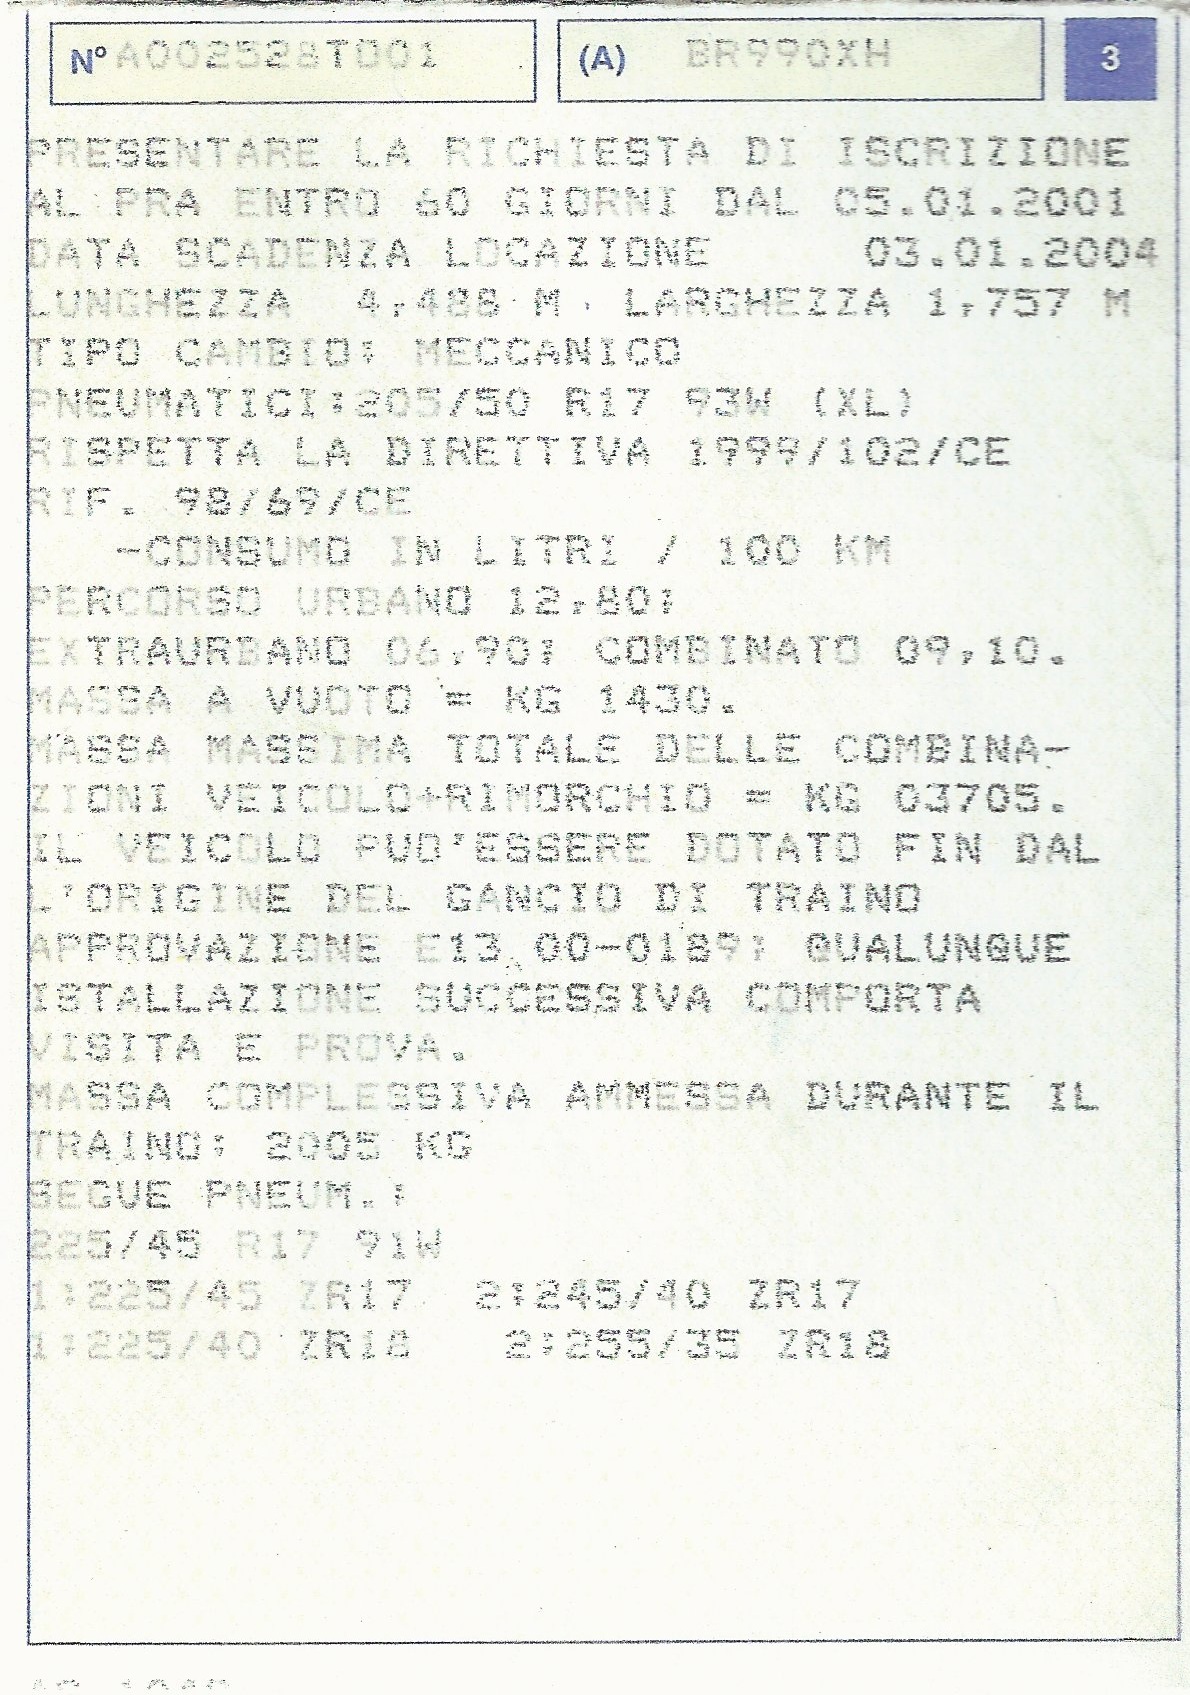 N° A002528T001 (A) BR990XH 3
PRESENTARE LA RICHIESTA DI ISCRIZIONE
AL PRA ENTRO 60 GIORNI DAL 05.01.2001
DATA SCADENZA LOCAZIONE 03.01.2004
LUNGHEZZA 4,488 M LARGHEZZA 1,757 M
TIPO CAMBIO: MECCANICO
PNEUMATICI:205/50 R17 93W (XL)
RISPETTA LA DIRETTIVA 1999/102/CE
RIF. 98/69/CE
-CONSUMO IN LITRI / 100 KM
PERCORSO URBANO 12,80;
EXTRAURBANO 06,90; COMBINATO 09,10.
MASSA A VUOTO = KG 1430.
MASSA MASSIMA TOTALE DELLE COMBINA-
ZIONI VEICOLO+RIMORCHIO = KG 03705.
IL VEICOLO PUO'ESSERE DOTATO FIN DAL
L'ORIGINE DEL GANCIO DI TRAINO
APPROVAZIONE E13 00-0189; QUALUNQUE
ISTALLAZIONE SUCCESSIVA COMPORTA
VISITA E PROVA.
MASSA COMPLESSIVA AMMESSA DURANTE IL
TRAINO: 2005 KG
SEGUE PNEUM.:
225/45 R17 91W
1:225/45 ZR17 2:245/40 ZR17
1:225/40 ZR18 2:255/35 ZR18